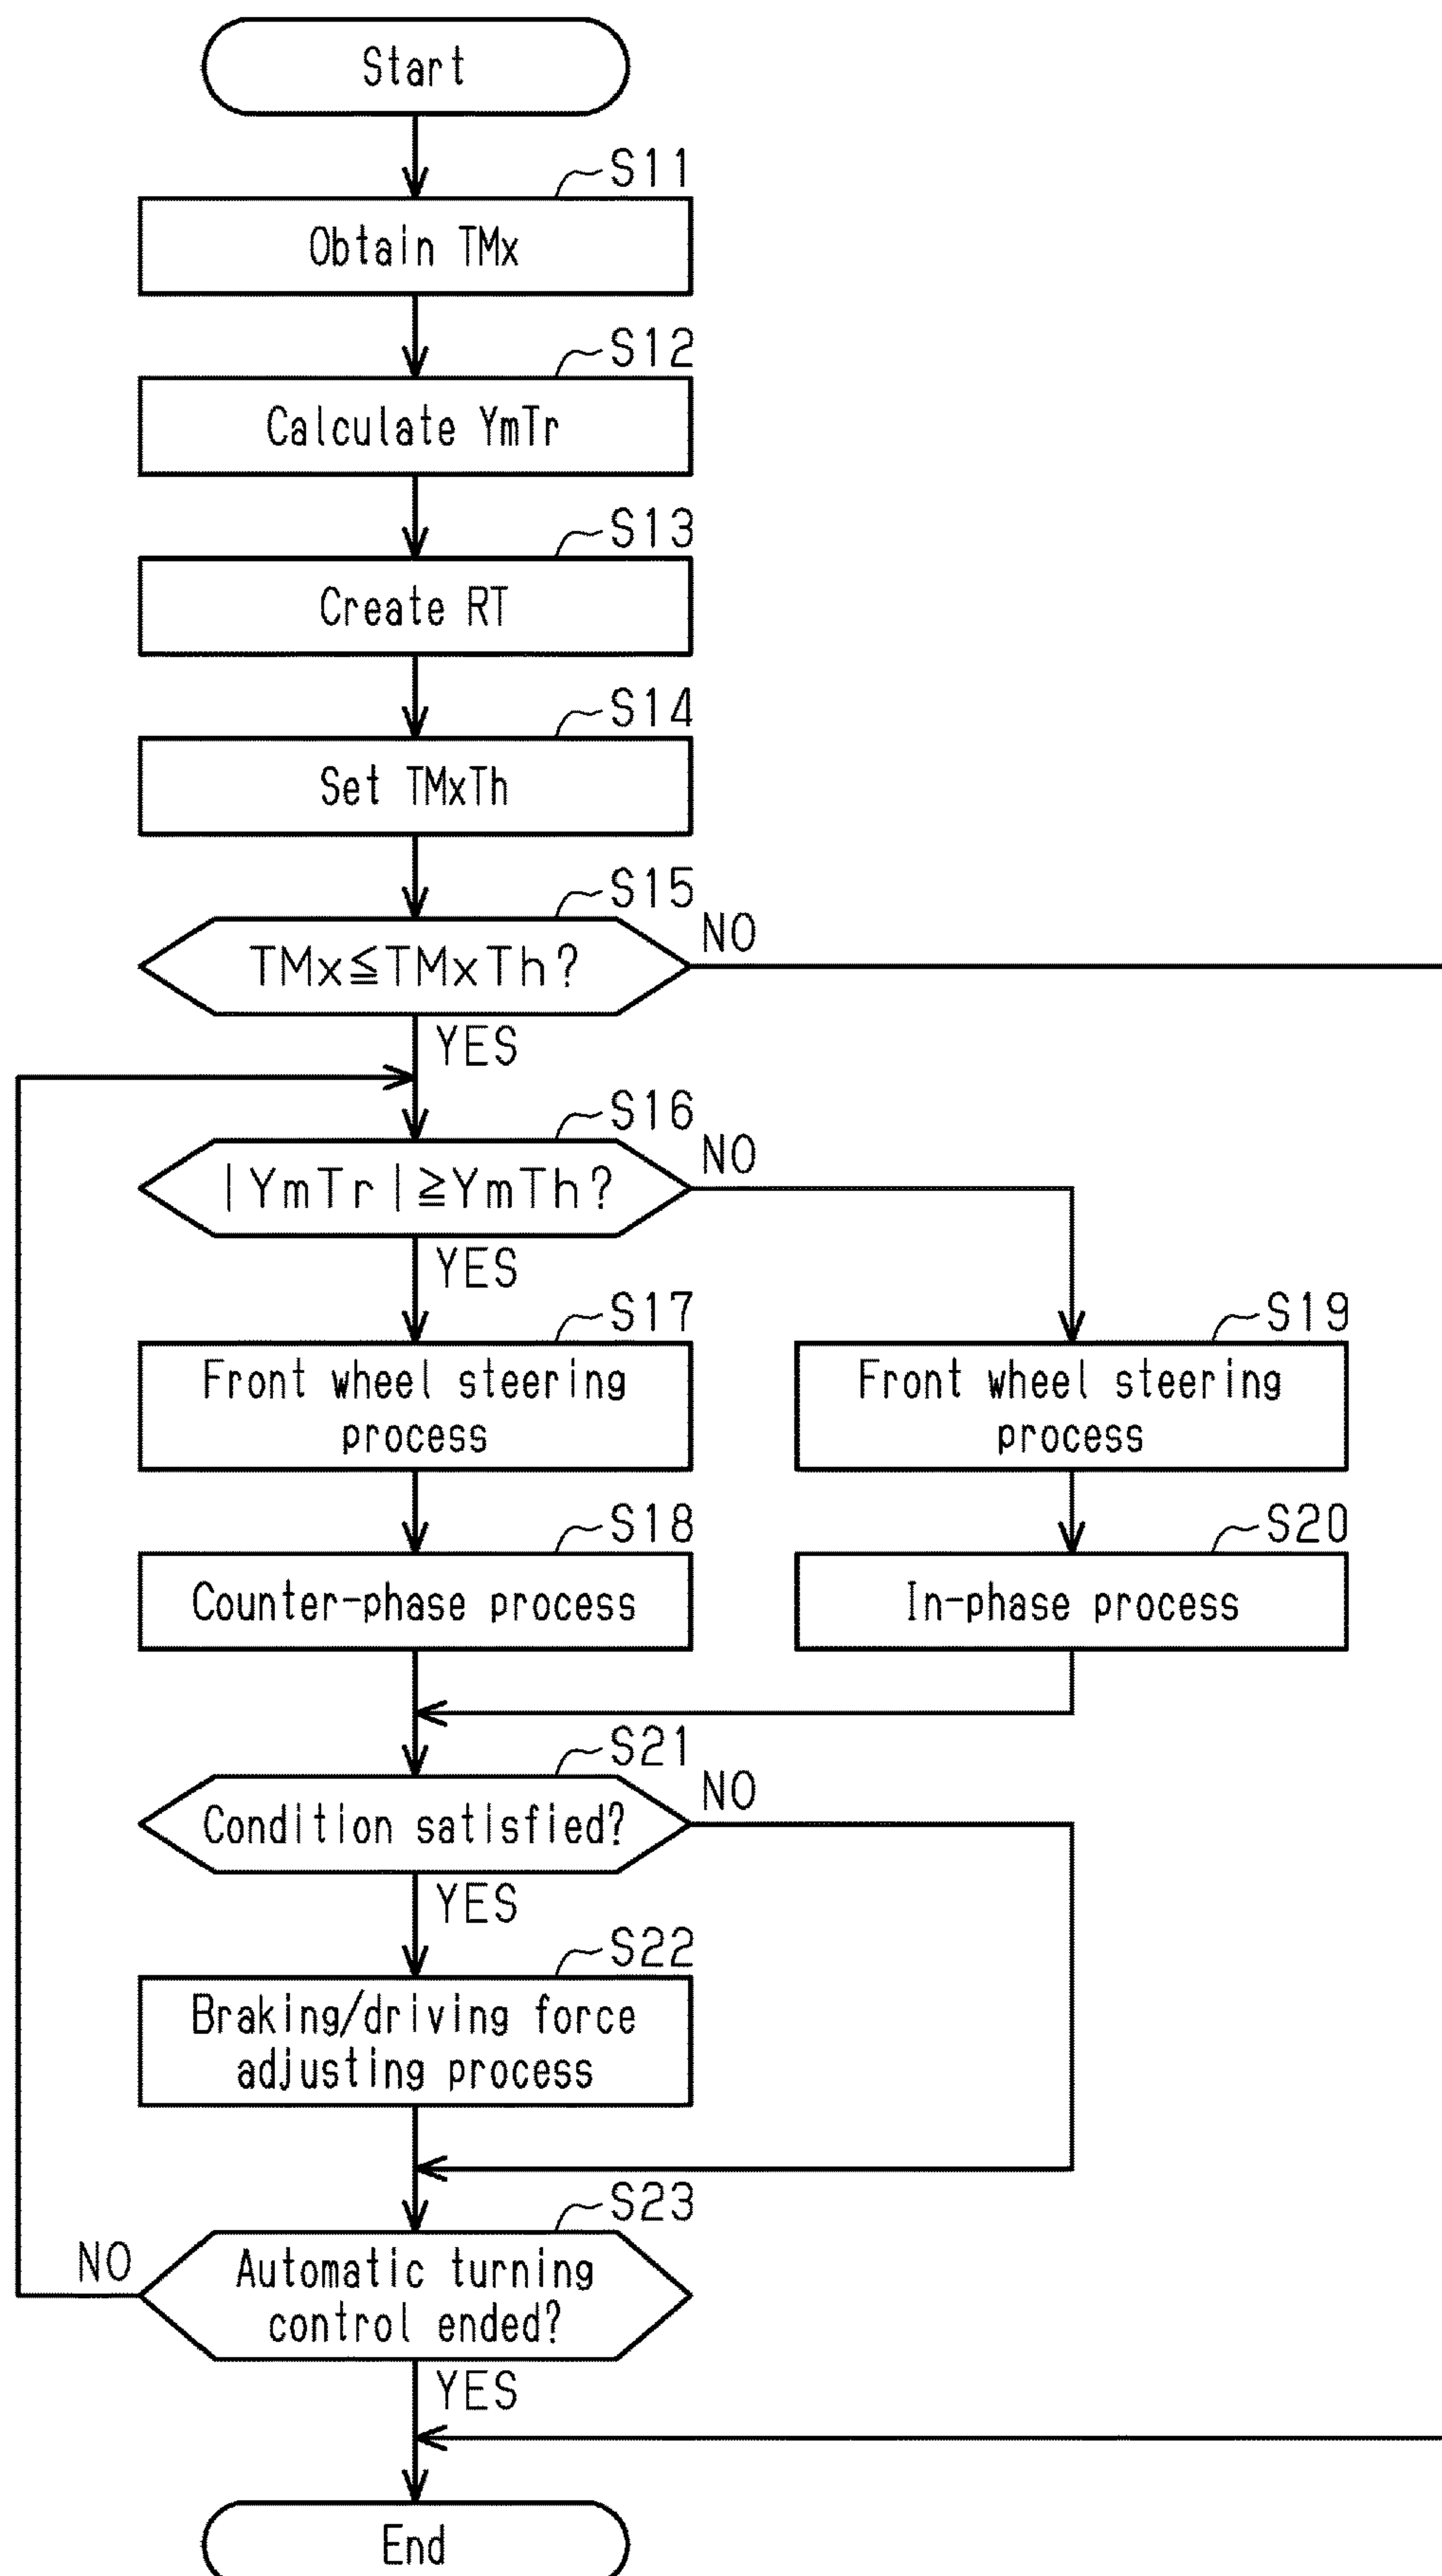 Start
S11
Obtain TMx
S12
Calculate YmTr
S13
Create RT
S14
Set TMxTh
S15
TMx≦TMxTh?
NO
YES
S16
|YmTr|≧YmTh?
NO
YES
S17
Front wheel steering
process
S19
Front wheel steering
process
S18
Counter-phase process
S20
In-phase process
S21
Condition satisfied?
NO
YES
S22
Braking/driving force
adjusting process
S23
Automatic turning
control ended?
NO
YES
End